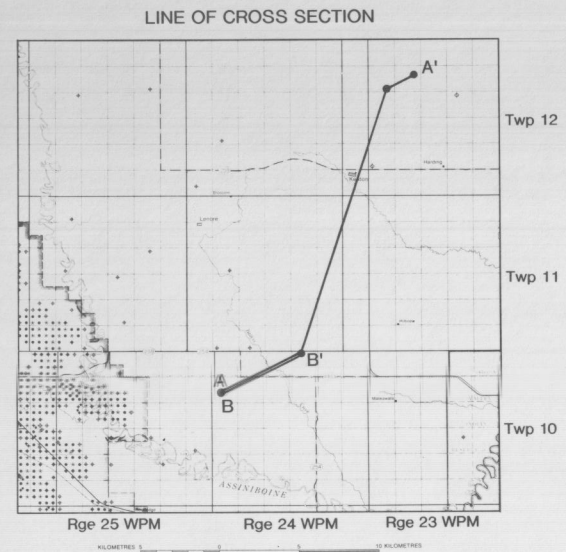 LINE OF CROSS SECTION
A'
Twp 12
Harding
Lenore
Twp 11
B'
A
B
Twp 10
ASSINIBOINE
Rge 25 WPM
Rge 24 WPM
Rge 23 WPM
KILOMETRES 5 0 5 10 KILOMETRES